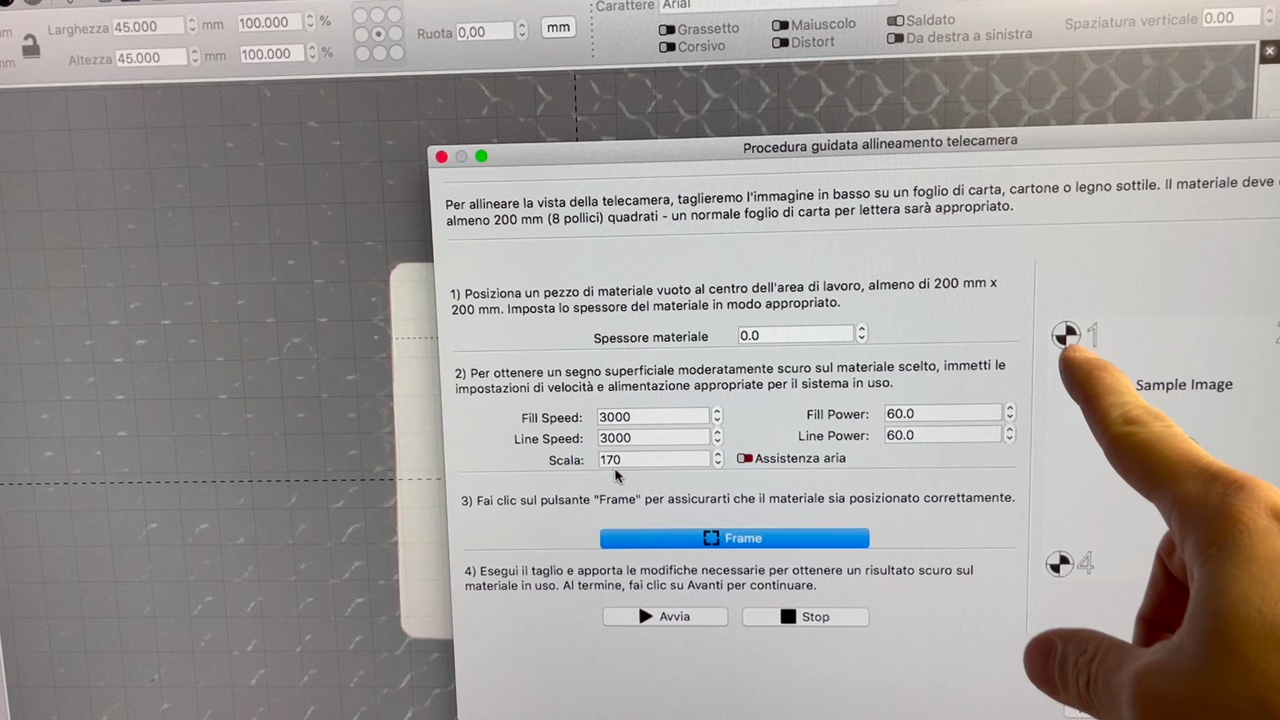 Larghezza 45.000 mm 100.000 %
Altezza 45.000 mm 100.000 %
Ruota 0,00 mm
Carattere Arial
Grassetto Maiuscolo Saldato
Corsivo Distort Da destra a sinistra
Spaziatura verticale 0.00
Procedura guidata allineamento telecamera
Per allineare la vista della telecamera, taglieremo l'immagine in basso su un foglio di carta, cartone o legno sottile. Il materiale deve
almeno 200 mm (8 pollici) quadrati - un normale foglio di carta per lettera sarà appropriato.
1) Posiziona un pezzo di materiale vuoto al centro dell'area di lavoro, almeno di 200 mm x
200 mm. Imposta lo spessore del materiale in modo appropriato.
Spessore materiale 0.0
2) Per ottenere un segno superficiale moderatamente scuro sul materiale scelto, immetti le
impostazioni di velocità e alimentazione appropriate per il sistema in uso.
Fill Speed: 3000 Fill Power: 60.0
Line Speed: 3000 Line Power: 60.0
Scala: 170 Assistenza aria
3) Fai clic sul pulsante "Frame" per assicurarti che il materiale sia posizionato correttamente.
Frame
4) Esegui il taglio e apporta le modifiche necessarie per ottenere un risultato scuro sul
materiale in uso. Al termine, fai clic su Avanti per continuare.
Avvia Stop
1
Sample Image
4